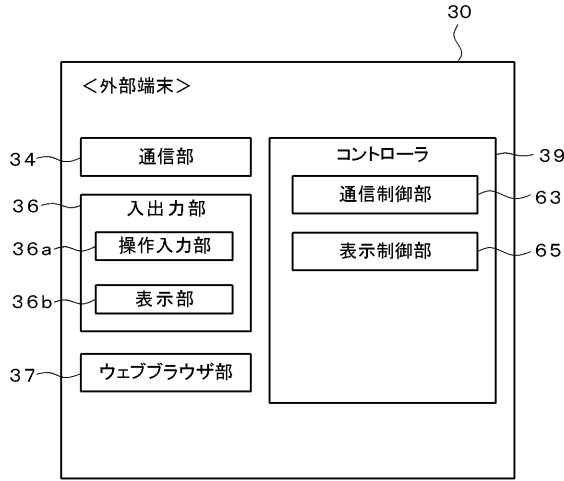 ３０
＜外部端末＞
３４
通信部
３６
入出力部
３６ａ
操作入力部
３６ｂ
表示部
３７
ウェブブラウザ部
コントローラ
３９
通信制御部
６３
表示制御部
６５